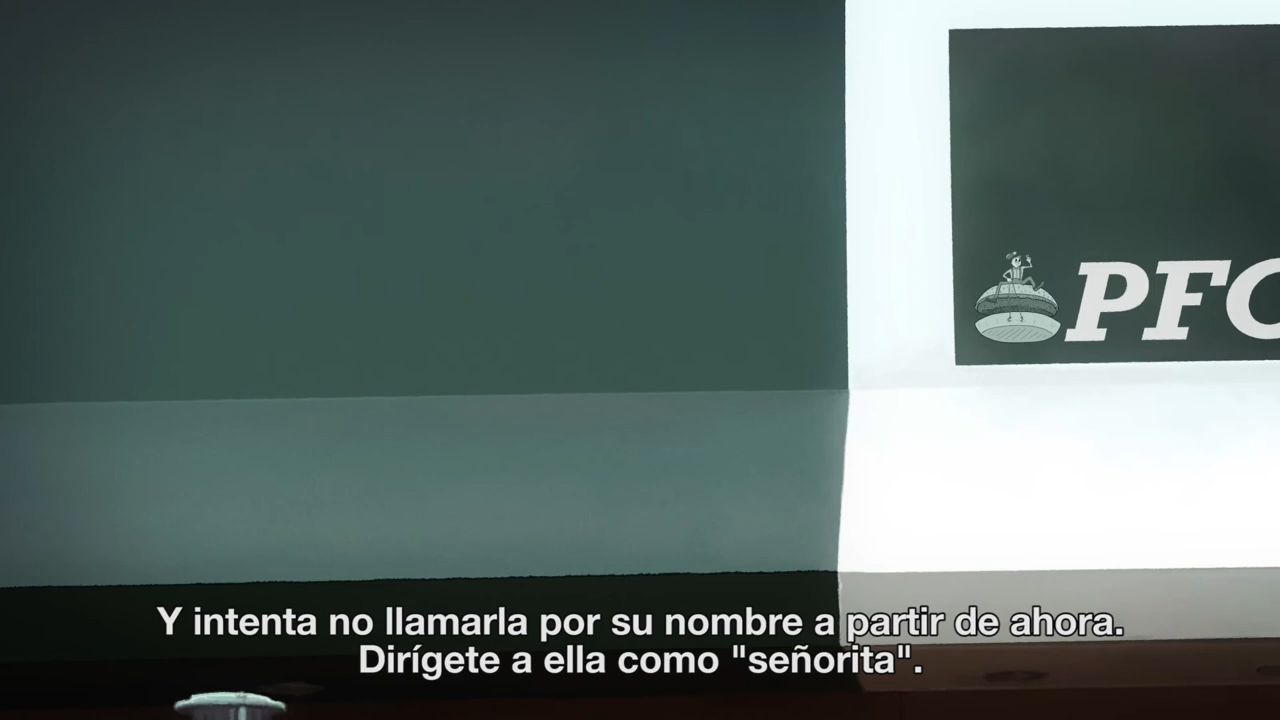 PFC
Y intenta no llamarla por su nombre a partir de ahora.
Dirígete a ella como "señorita".